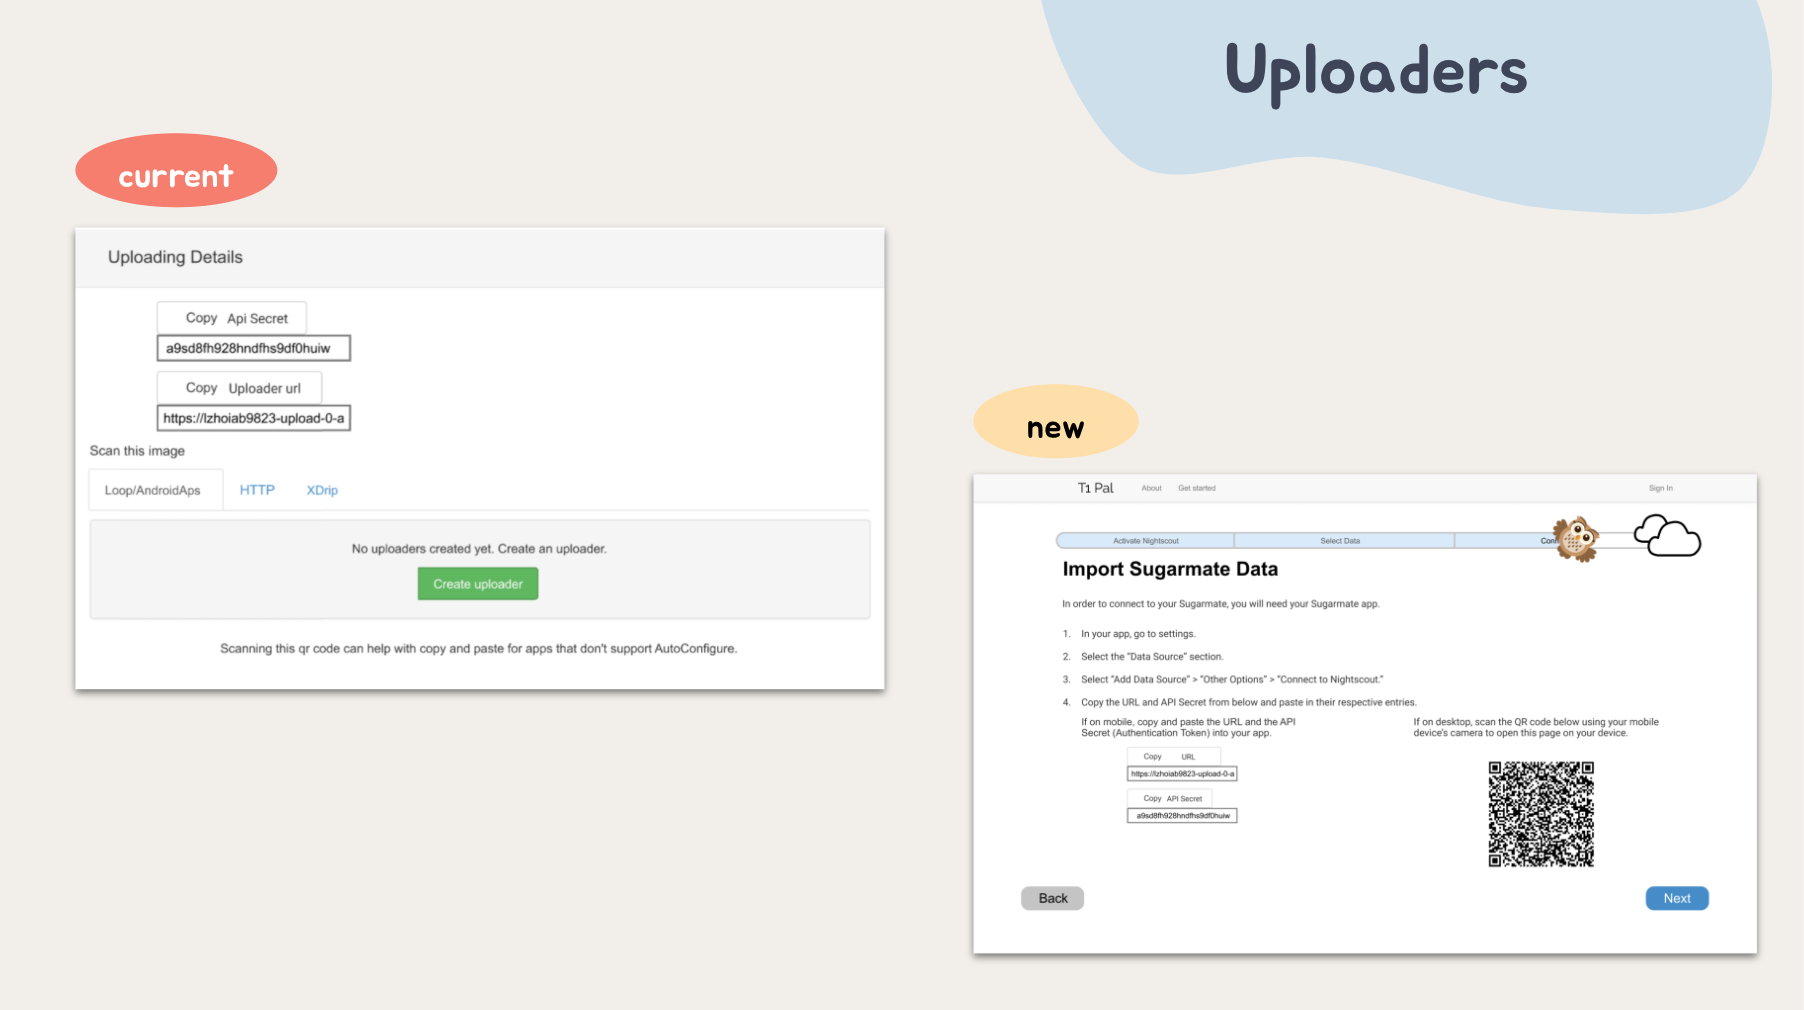 Uploaders
current
Uploading Details
Copy Api Secret
a9sd8fh928hndfhs9df0huiw
Copy Uploader url
https://lzhoiab9823-upload-0-a
Scan this image
Loop/AndroidAps HTTP XDrip
No uploaders created yet. Create an uploader.
Create uploader
Scanning this qr code can help with copy and paste for apps that don't support AutoConfigure.
new
T1 Pal About Get started Sign In
Activate Nightscout Select Data Conn
Import Sugarmate Data
In order to connect to your Sugarmate, you will need your Sugarmate app.
1. In your app, go to settings.
2. Select the "Data Source" section.
3. Select "Add Data Source" > "Other Options" > "Connect to Nightscout."
4. Copy the URL and API Secret from below and paste in their respective entries.
If on mobile, copy and paste the URL and the API
Secret (Authentication Token) into your app.
Copy URL
https://lzhoiab9823-upload-0-a
Copy API Secret
a9sd8fh928hndfhs9df0huiw
If on desktop, scan the QR code below using your mobile
device's camera to open this page on your device.
Back Next